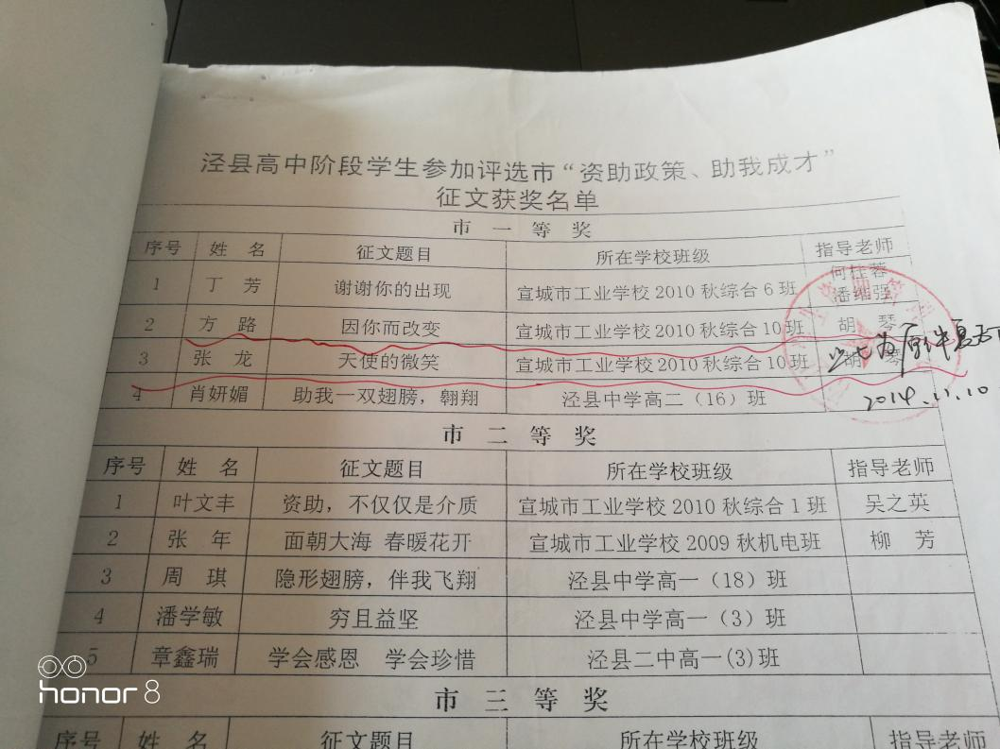 泾县高中阶段学生参加评选市“资助政策、助我成才”
征文获奖名单
市 一 等 奖
序号 姓 名 征文题目 所在学校班级 指导老师
1 丁 芳 谢谢你的出现 宣城市工业学校 2010 秋综合 6 班 何桂蓉 潘继强
2 方 路 因你而改变 宣城市工业学校 2010 秋综合 10 班 胡 琴
3 张 龙 天使的微笑 宣城市工业学校 2010 秋综合 10 班 胡 琴
4 肖妍媚 助我一双翅膀，翱翔 泾县中学高二（16）班
2014.11.10
市 二 等 奖
序号 姓 名 征文题目 所在学校班级 指导老师
1 叶文丰 资助，不仅仅是介质 宣城市工业学校 2010 秋综合 1 班 吴之英
2 张 年 面朝大海 春暖花开 宣城市工业学校 2009 秋机电班 柳 芳
3 周 琪 隐形翅膀，伴我飞翔 泾县中学高一（18）班
4 潘学敏 穷且益坚 泾县中学高一（3）班
5 章鑫瑞 学会感恩 学会珍惜 泾县二中高一(3)班
市 三 等 奖
序号 姓 名 征文题目 所在学校班级 指导老师
honor 8